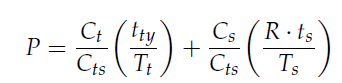 P = \frac{C_t}{C_{ts}} \left( \frac{t_{ty}}{T_t} \right) + \frac{C_s}{C_{ts}} \left( \frac{R \cdot t_s}{T_s} \right)